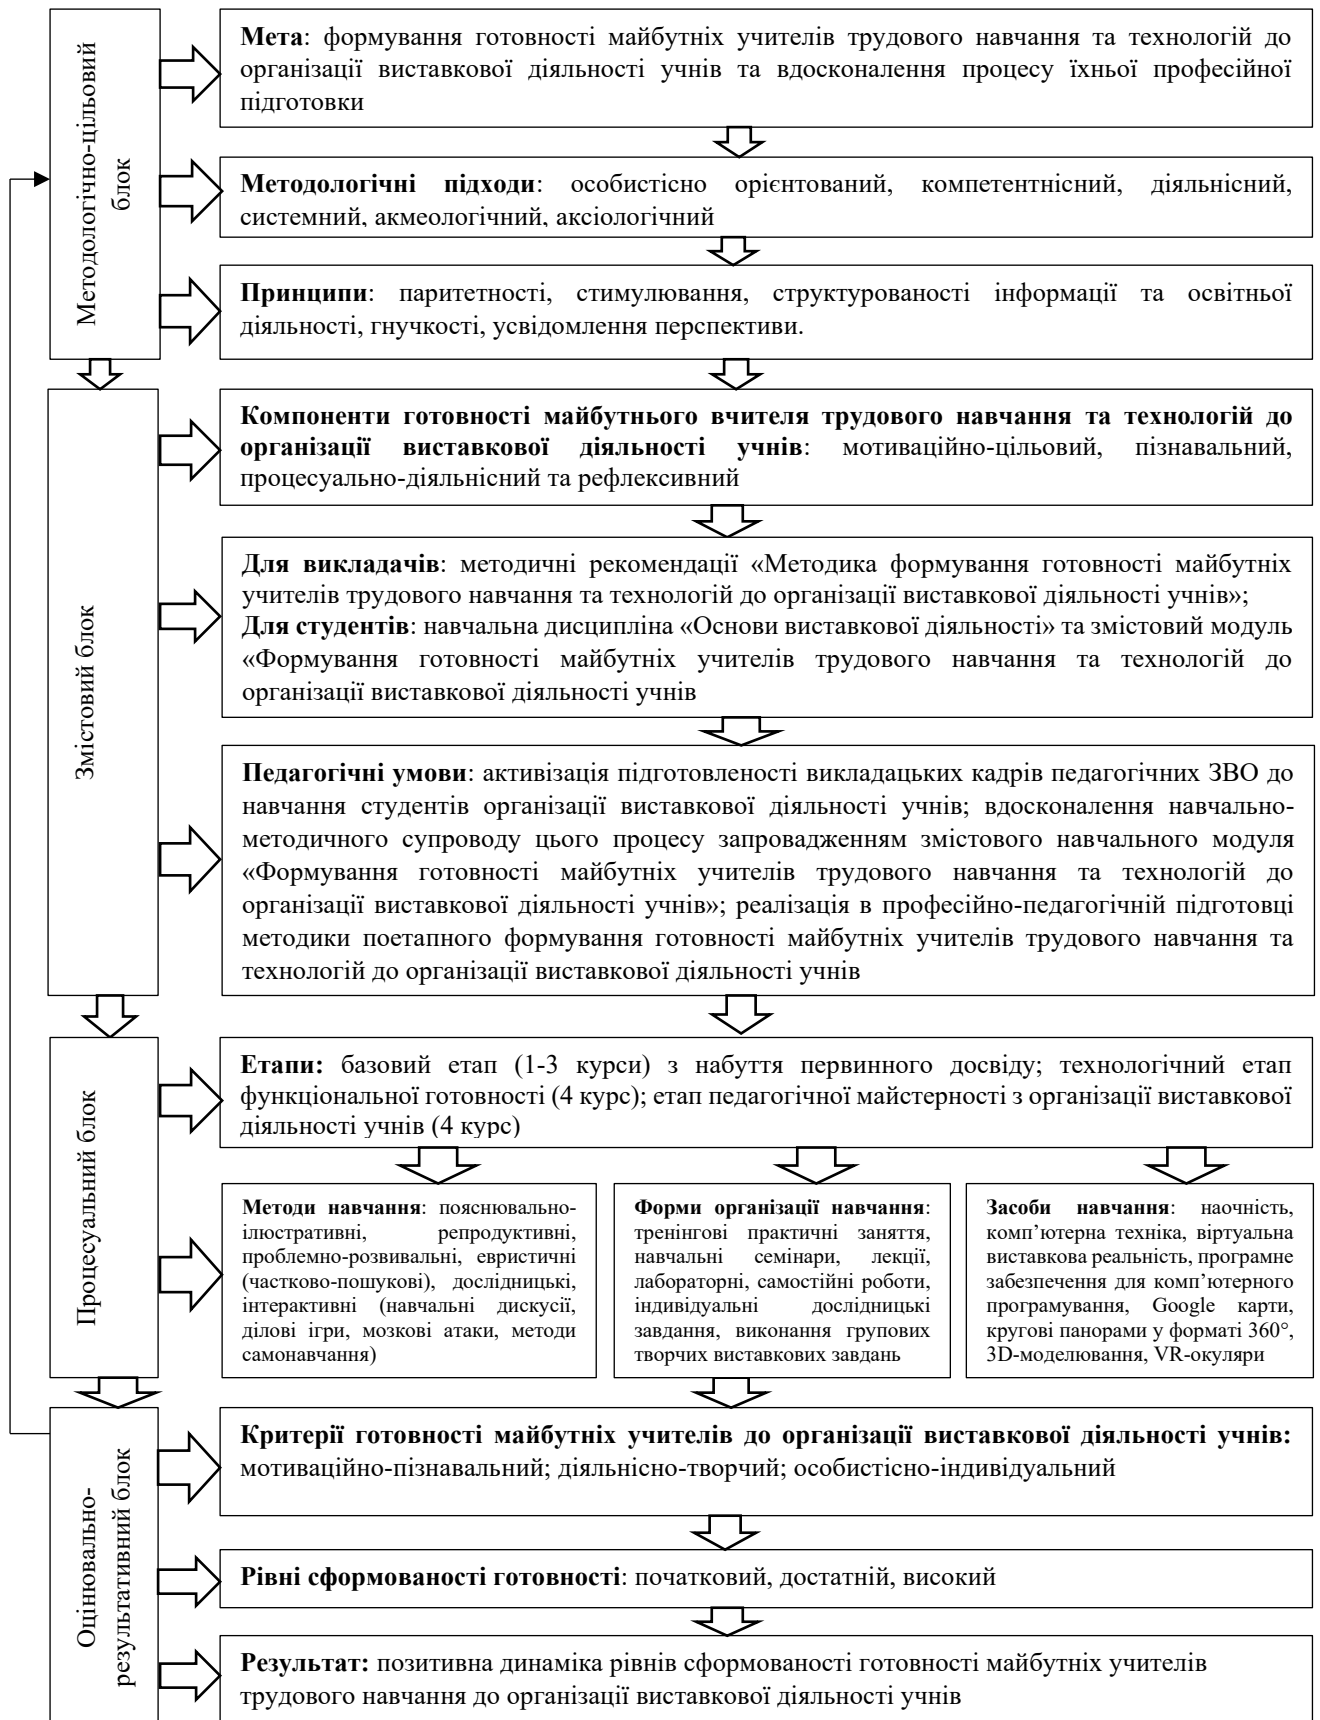 Методологічно-цільовий
блок
Мета: формування готовності майбутніх учителів трудового навчання та технологій до
організації виставкової діяльності учнів та вдосконалення процесу їхньої професійної
підготовки
Методологічні підходи: особистісно орієнтований, компетентнісний, діяльнісний,
системний, акмеологічний, аксіологічний
Принципи: паритетності, стимулювання, структурованості інформації та освітньої
діяльності, гнучкості, усвідомлення перспективи.
Змістовий блок
Компоненти готовності майбутнього вчителя трудового навчання та технологій до
організації виставкової діяльності учнів: мотиваційно-цільовий, пізнавальний,
процесуально-діяльнісний та рефлексивний
Для викладачів: методичні рекомендації «Методика формування готовності майбутніх
учителів трудового навчання та технологій до організації виставкової діяльності учнів»;
Для студентів: навчальна дисципліна «Основи виставкової діяльності» та змістовий модуль
«Формування готовності майбутніх учителів трудового навчання та технологій до
організації виставкової діяльності учнів
Педагогічні умови: активізація підготовленості викладацьких кадрів педагогічних ЗВО до
навчання студентів організації виставкової діяльності учнів; вдосконалення навчально-
методичного супроводу цього процесу запровадженням змістового навчального модуля
«Формування готовності майбутніх учителів трудового навчання та технологій до
організації виставкової діяльності учнів»; реалізація в професійно-педагогічній підготовці
методики поетапного формування готовності майбутніх учителів трудового навчання та
технологій до організації виставкової діяльності учнів
Процесуальний блок
Етапи: базовий етап (1-3 курси) з набуття первинного досвіду; технологічний етап
функціональної готовності (4 курс); етап педагогічної майстерності з організації виставкової
діяльності учнів (4 курс)
Методи навчання: пояснювально-
ілюстративні, репродуктивні,
проблемно-розвивальні, евристичні
(частково-пошукові), дослідницькі,
інтерактивні (навчальні дискусії,
ділові ігри, мозкові атаки, методи
самонавчання)
Форми організації навчання:
тренінгові практичні заняття,
навчальні семінари, лекції,
лабораторні, самостійні роботи,
індивідуальні дослідницькі
завдання, виконання групових
творчих виставкових завдань
Засоби навчання: наочність,
комп’ютерна техніка, віртуальна
виставкова реальність, програмне
забезпечення для комп’ютерного
програмування, Google карти,
кругові панорами у форматі 360°,
3D-моделювання, VR-окуляри
Оцінювально-
результативний блок
Критерії готовності майбутніх учителів до організації виставкової діяльності учнів:
мотиваційно-пізнавальний; діяльнісно-творчий; особистісно-індивідуальний
Рівні сформованості готовності: початковий, достатній, високий
Результат: позитивна динаміка рівнів сформованості готовності майбутніх учителів
трудового навчання до організації виставкової діяльності учнів